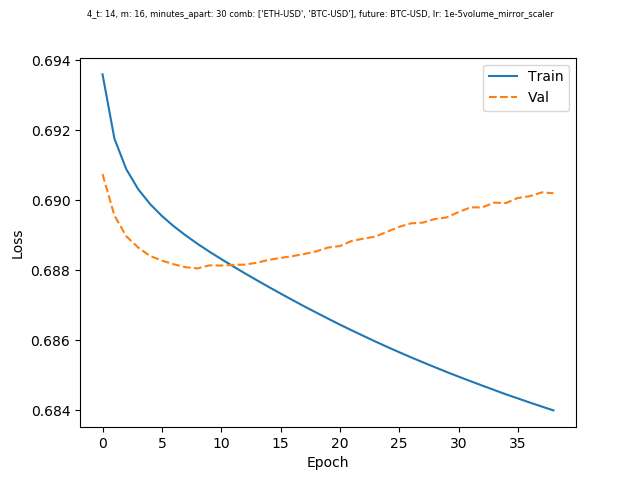 4_t: 14, m: 16, minutes_apart: 30 comb: ['ETH-USD', 'BTC-USD'], future: BTC-USD, lr: 1e-5volume_mirror_scaler
Train
Val
0.694
0.692
0.690
0.688
0.686
0.684
Loss
0 5 10 15 20 25 30 35
Epoch